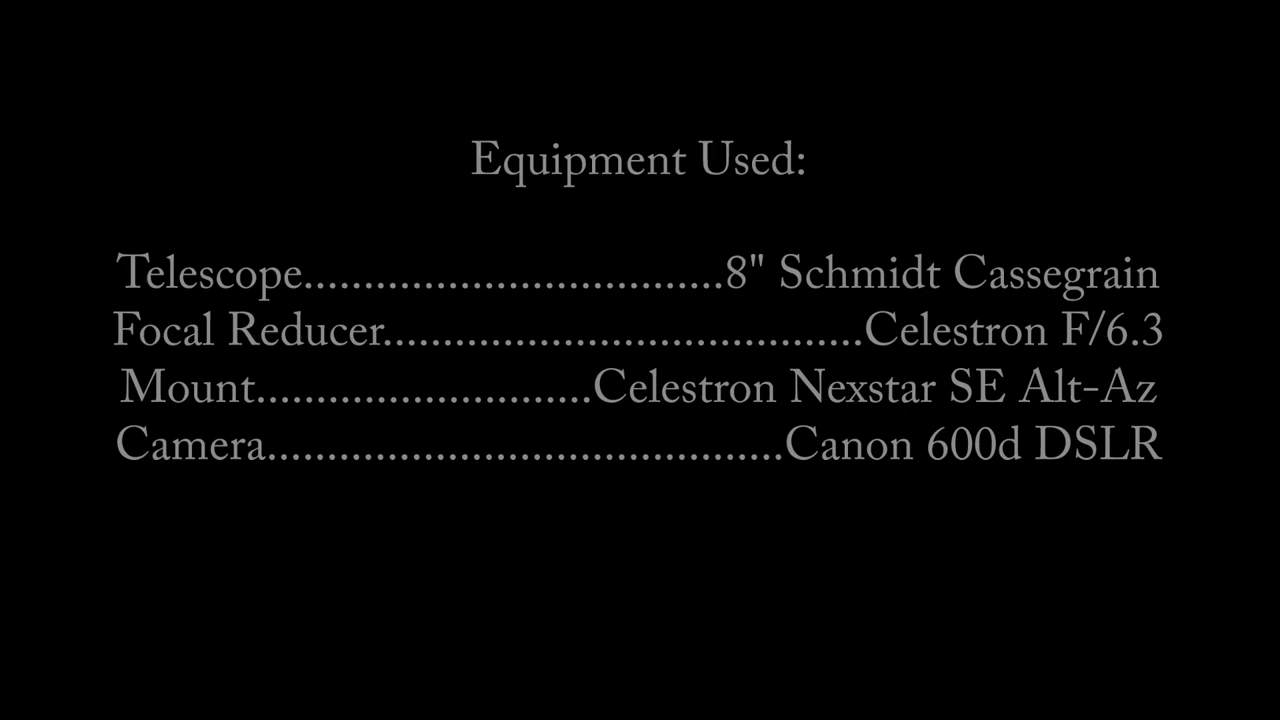 Equipment Used:
Telescope...................................8" Schmidt Cassegrain
Focal Reducer........................................Celestron F/6.3
Mount............................Celestron Nexstar SE Alt-Az
Camera...........................................Canon 600d DSLR